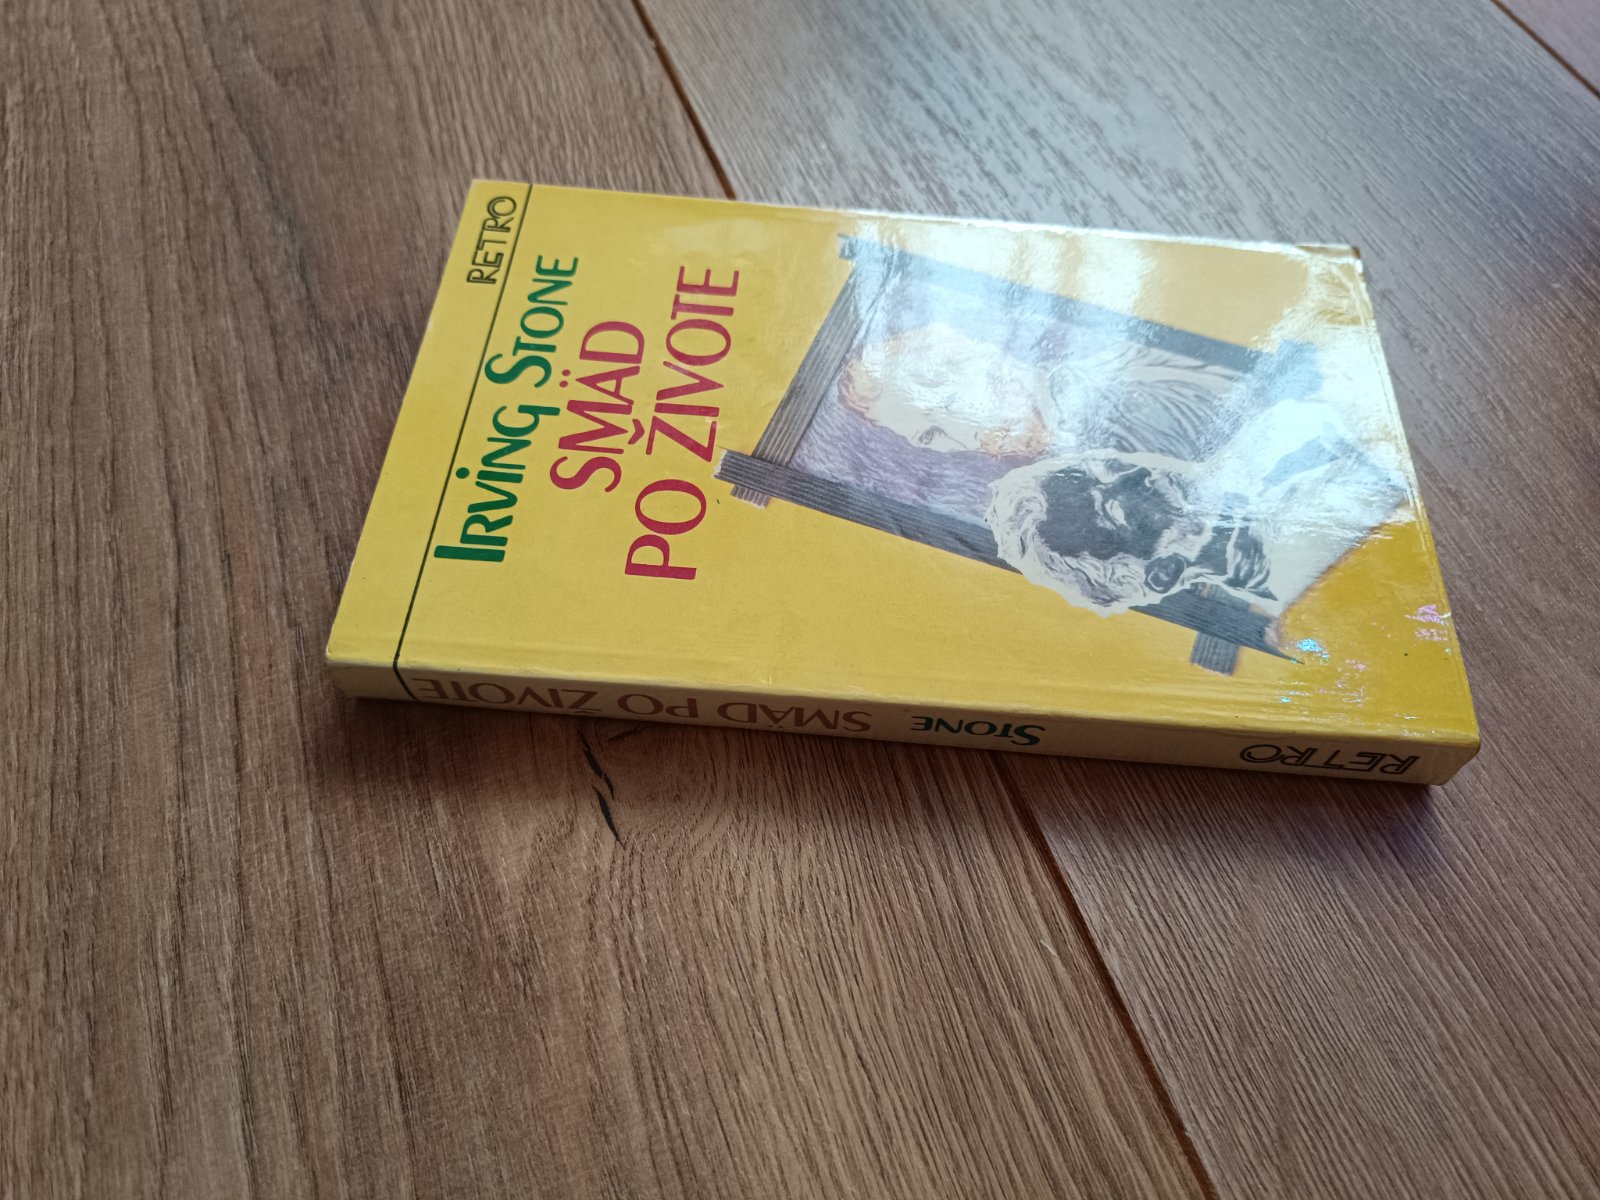 RETRO
IRVING STONE
SMÄD
PO ŽIVOTE
SMÄD PO ŽIVOTE
STONE
RETRO